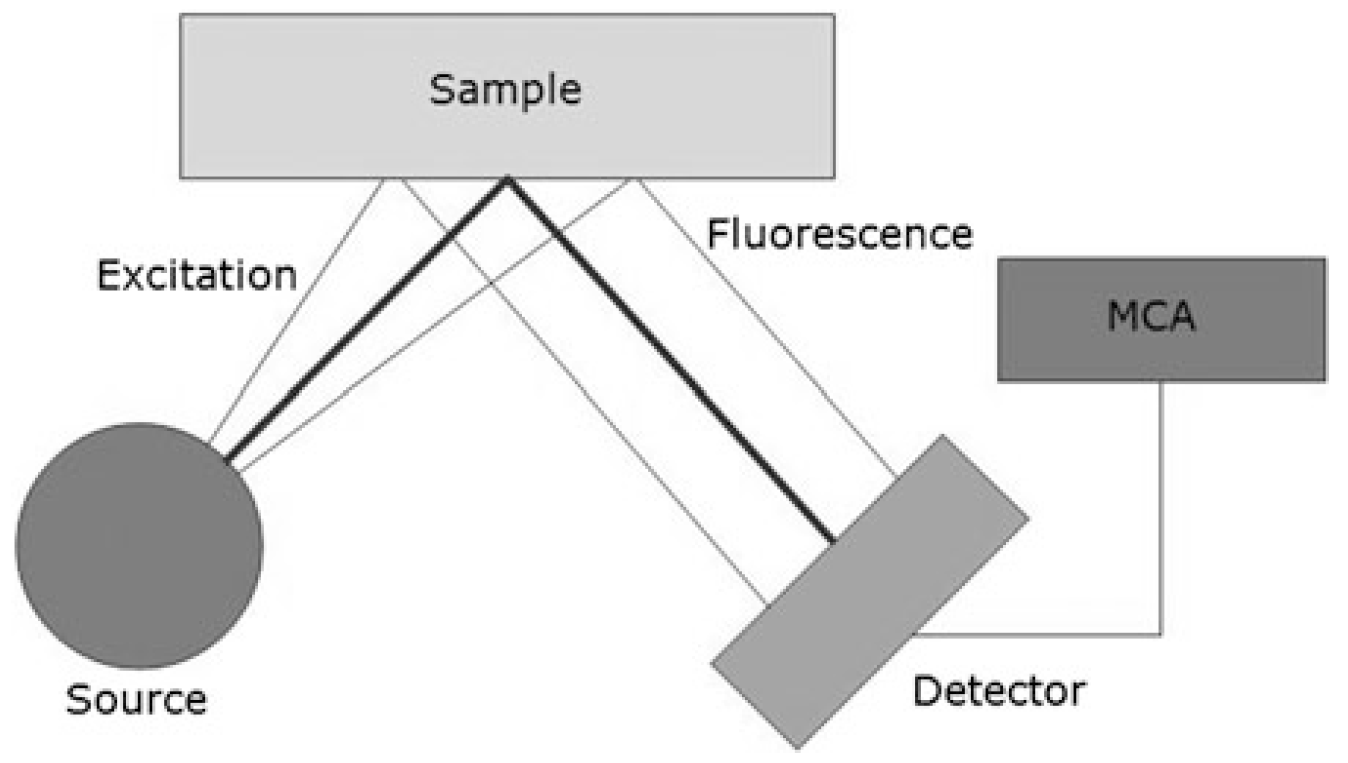 Sample
Fluorescence
Excitation
MCA
Source
Detector